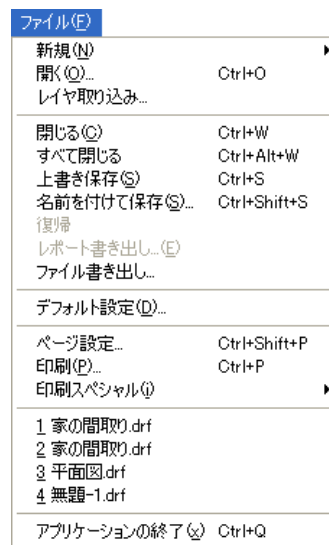 ファイル(F)
新規(N)
開く(O)... Ctrl+O
レイヤ取り込み...
閉じる(C) Ctrl+W
すべて閉じる Ctrl+Alt+W
上書き保存(S) Ctrl+S
名前を付けて保存(S)... Ctrl+Shift+S
復帰
レポート書き出し...(E)
ファイル書き出し...
デフォルト設定(D)...
ページ設定... Ctrl+Shift+P
印刷(P)... Ctrl+P
印刷スペシャル(i)
1 家の間取り.drf
2 家の間取り.drf
3 平面図.drf
4 無題-1.drf
アプリケーションの終了(x) Ctrl+Q